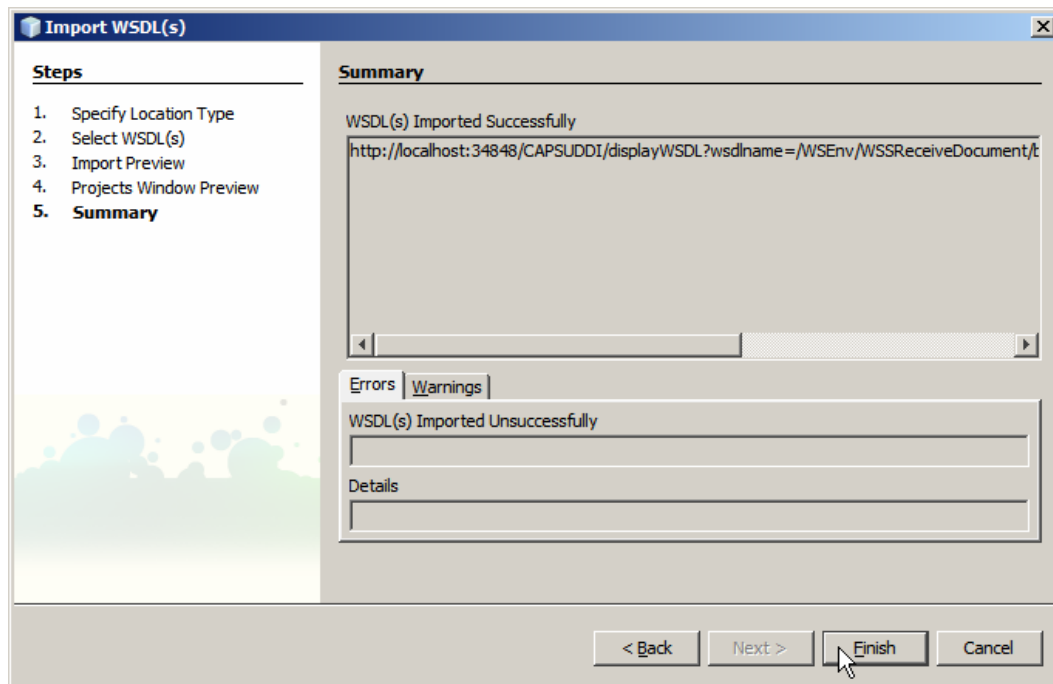 Import WSDL(s)
Steps
1. Specify Location Type
2. Select WSDL(s)
3. Import Preview
4. Projects Window Preview
5. Summary
Summary
WSDL(s) Imported Successfully
http://localhost:34848/CAPSUDDI/displayWSDL?wsdlname=/WSEnv/WSSReceiveDocument/b
Errors Warnings
WSDL(s) Imported Unsuccessfully
Details
< Back Next > Finish Cancel